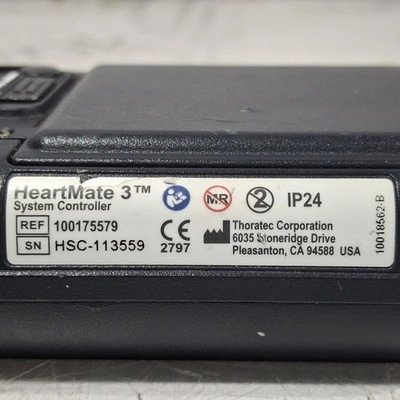 HeartMate 3™
System Controller
MR
2
IP24
REF 100175579
SN HSC-113559
CE
2797
Thoratec Corporation
6035 Stoneridge Drive
Pleasanton, CA 94588 USA
10018562-B